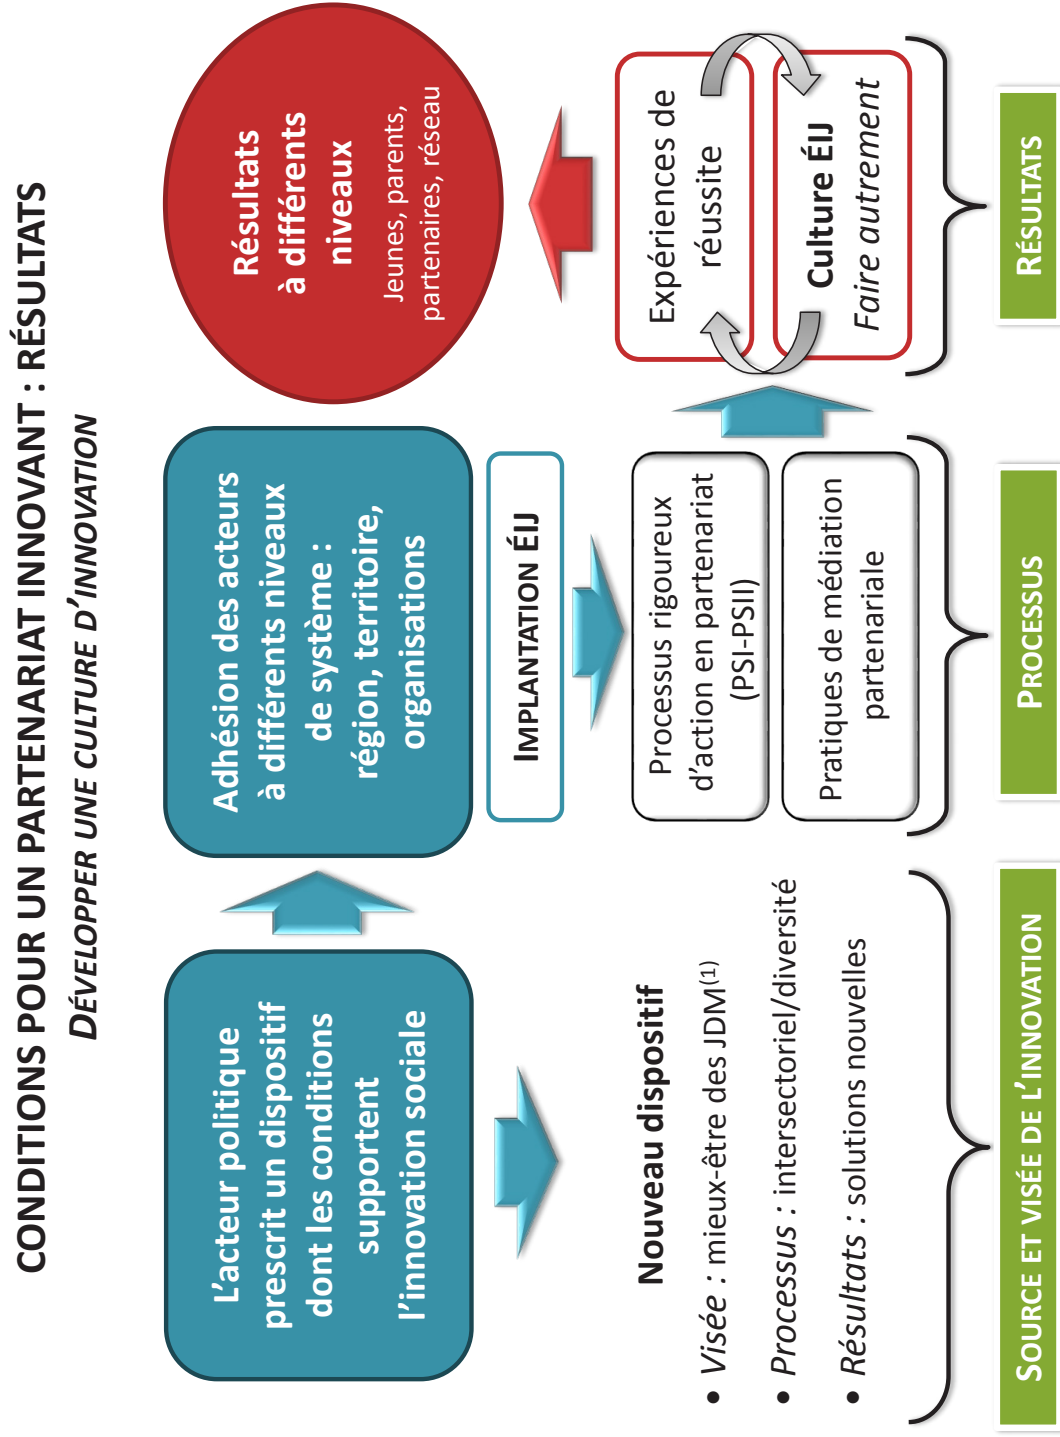 CONDITIONS POUR UN PARTENARIAT INNOVANT : RÉSULTATS
DÉVELOPPER UNE CULTURE D’INNOVATION
L’acteur politique
prescrit un dispositif
dont les conditions
supportent
l’innovation sociale
Nouveau dispositif
• Visée : mieux-être des JDM(1)
• Processus : intersectoriel/diversité
• Résultats : solutions nouvelles
SOURCE ET VISÉE DE L’INNOVATION
Adhésion des acteurs
à différents niveaux
de système :
région, territoire,
organisations
IMPLANTATION ÉIJ
Processus rigoureux
d’action en partenariat
(PSI-PSII)
Pratiques de médiation
partenariale
PROCESSUS
Résultats
à différents
niveaux
Jeunes, parents,
partenaires, réseau
Expériences de
réussite
Culture ÉIJ
Faire autrement
RÉSULTATS